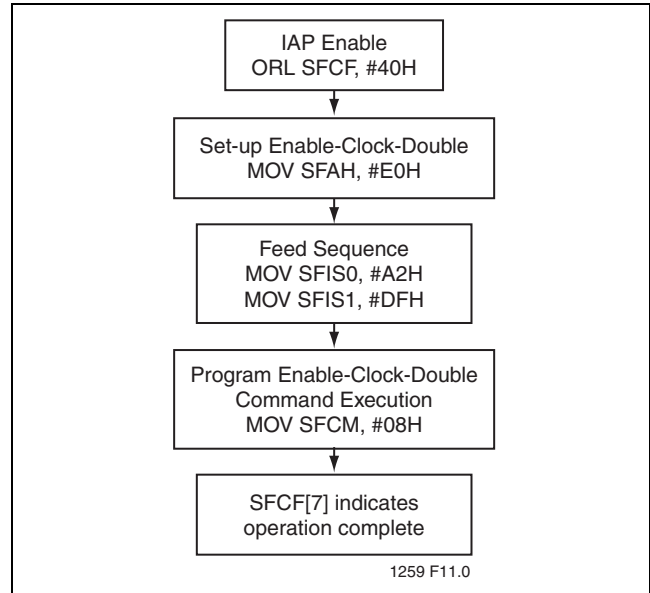 IAP Enable
ORL SFCF, #40H
Set-up Enable-Clock-Double
MOV SFAH, #E0H
Feed Sequence
MOV SFIS0, #A2H
MOV SFIS1, #DFH
Program Enable-Clock-Double
Command Execution
MOV SFCM, #08H
SFCF[7] indicates
operation complete
1259 F11.0